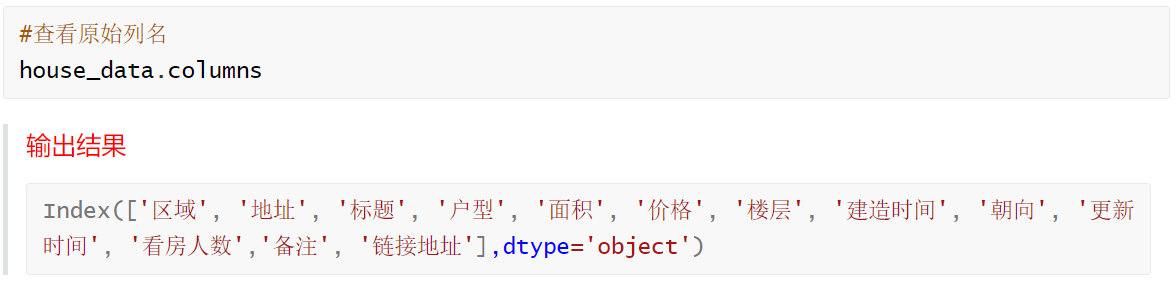 #查看原始列名
house_data.columns
输出结果
Index(['区域', '地址', '标题', '户型', '面积', '价格', '楼层', '建造时间', '朝向', '更新
时间', '看房人数','备注', '链接地址'],dtype='object')